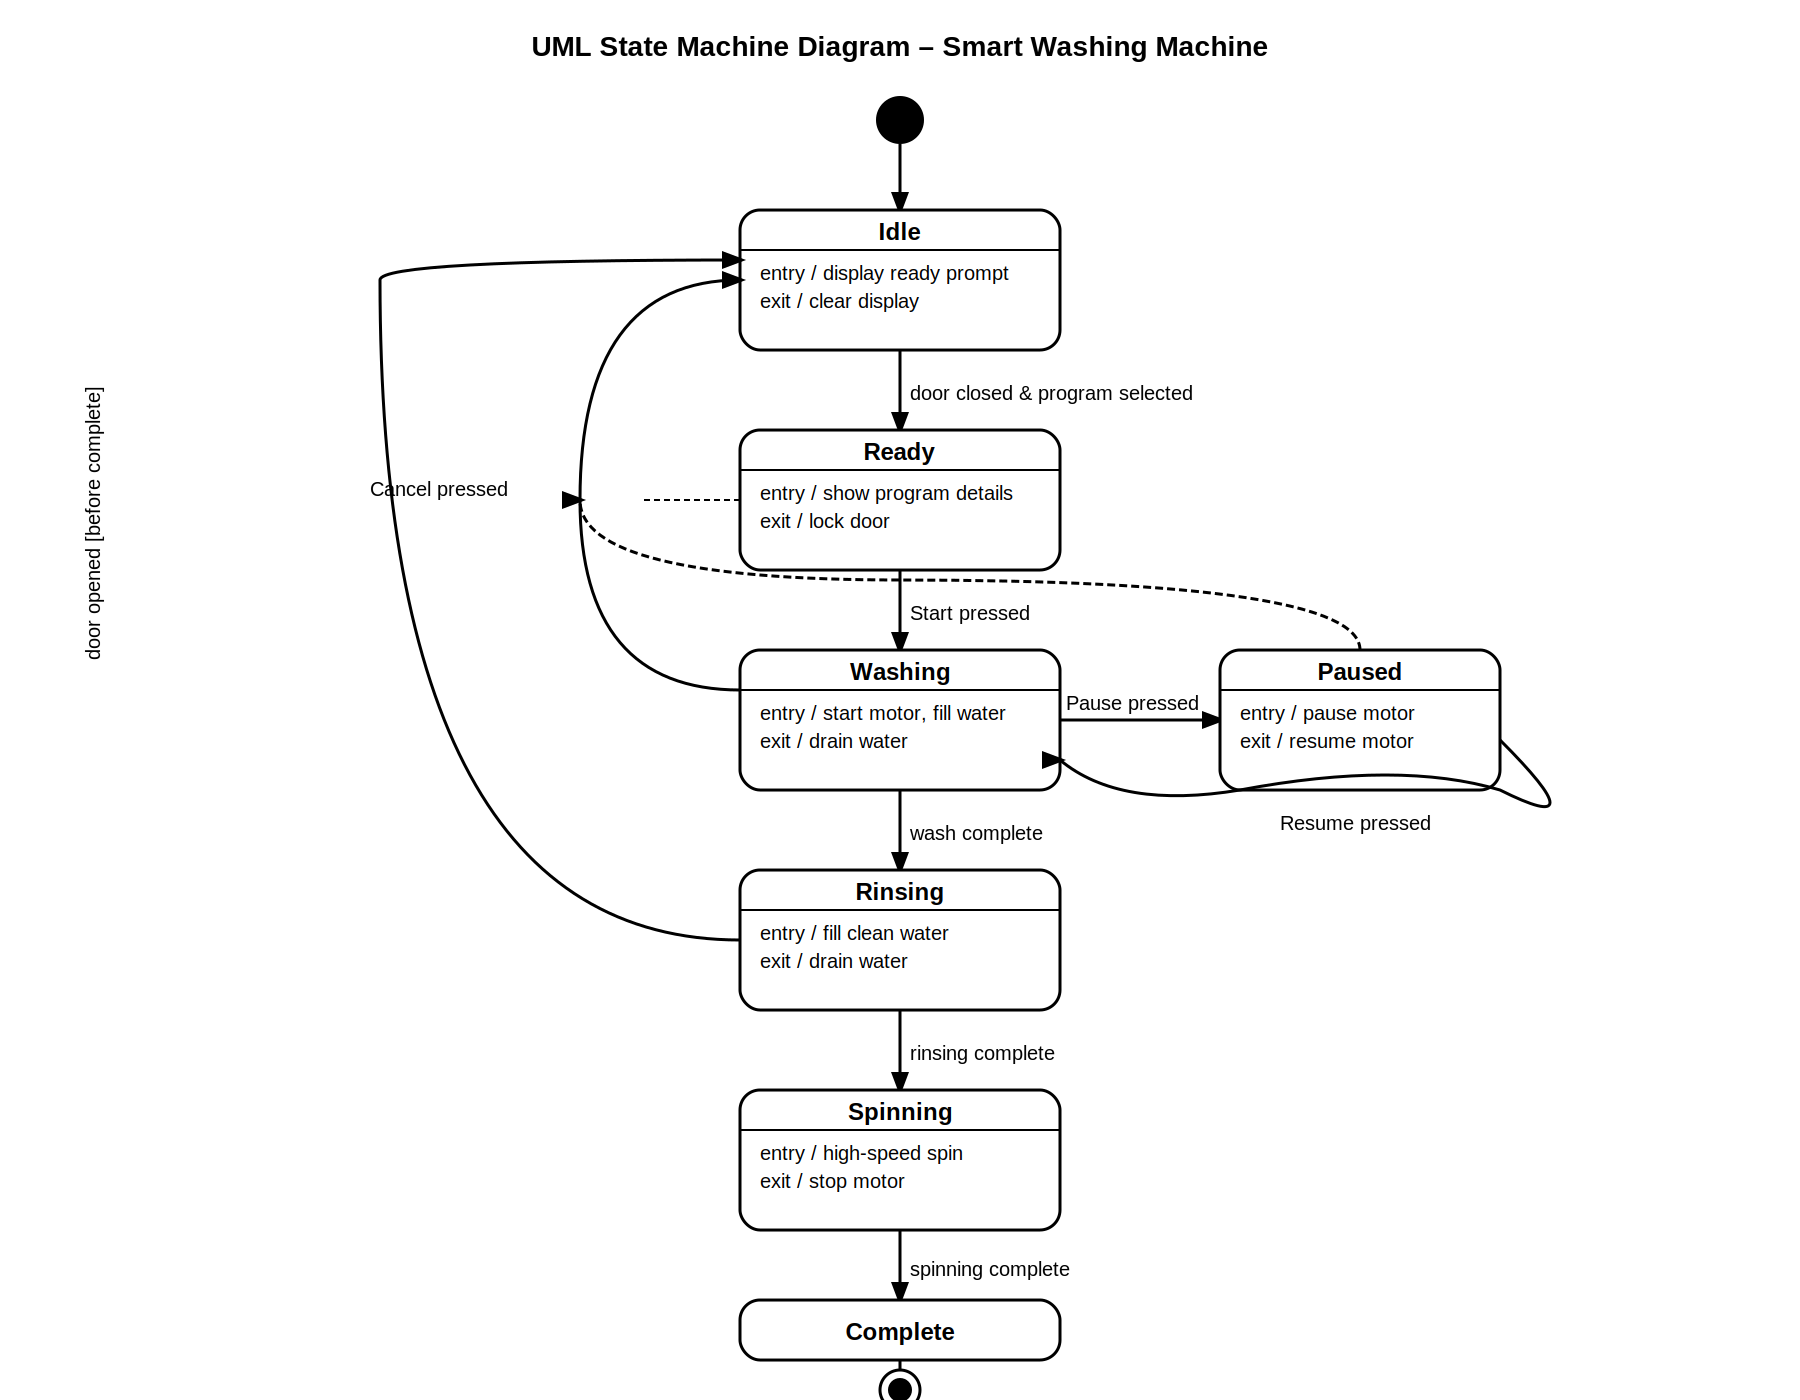 UML State Machine Diagram – Smart Washing Machine
Idle
entry / display ready prompt
exit / clear display
door closed & program selected
door opened [before complete]
Cancel pressed
Ready
entry / show program details
exit / lock door
Start pressed
Washing
entry / start motor, fill water
exit / drain water
Pause pressed
Paused
entry / pause motor
exit / resume motor
Resume pressed
wash complete
Rinsing
entry / fill clean water
exit / drain water
rinsing complete
Spinning
entry / high-speed spin
exit / stop motor
spinning complete
Complete